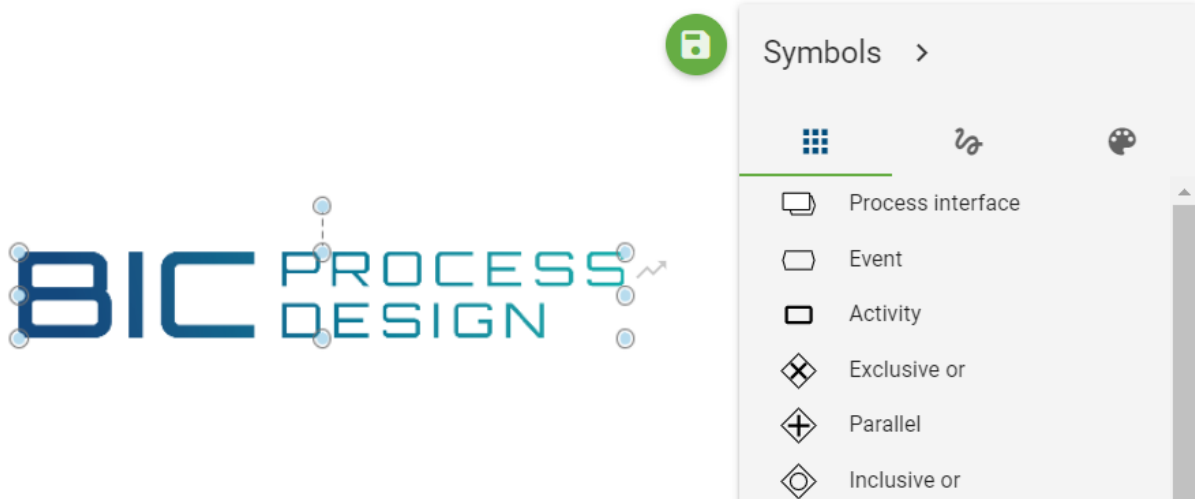 Symbols
BIC PROCESS
DESIGN
Process interface
Event
Activity
Exclusive or
Parallel
Inclusive or